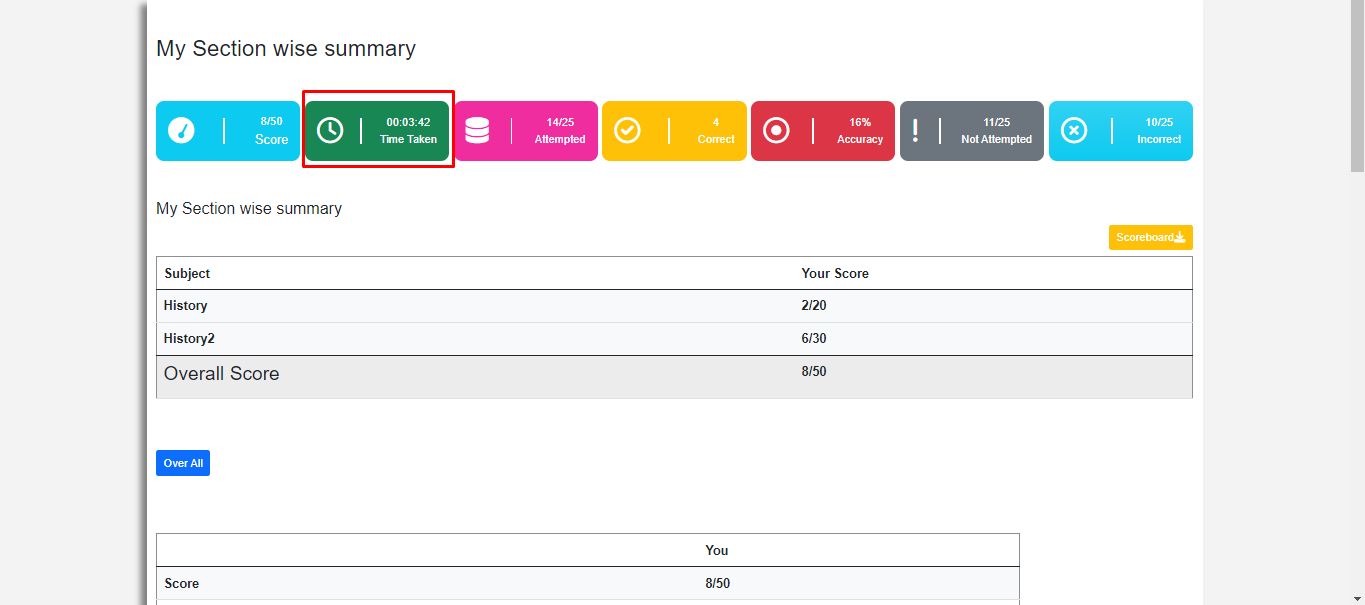 My Section wise summary
8/50
Score
00:03:42
Time Taken
14/25
Attempted
4
Correct
16%
Accuracy
11/25
Not Attempted
10/25
Incorrect
My Section wise summary
Scoreboard
Subject Your Score
History 2/20
History2 6/30
Overall Score 8/50
Over All
You
Score 8/50